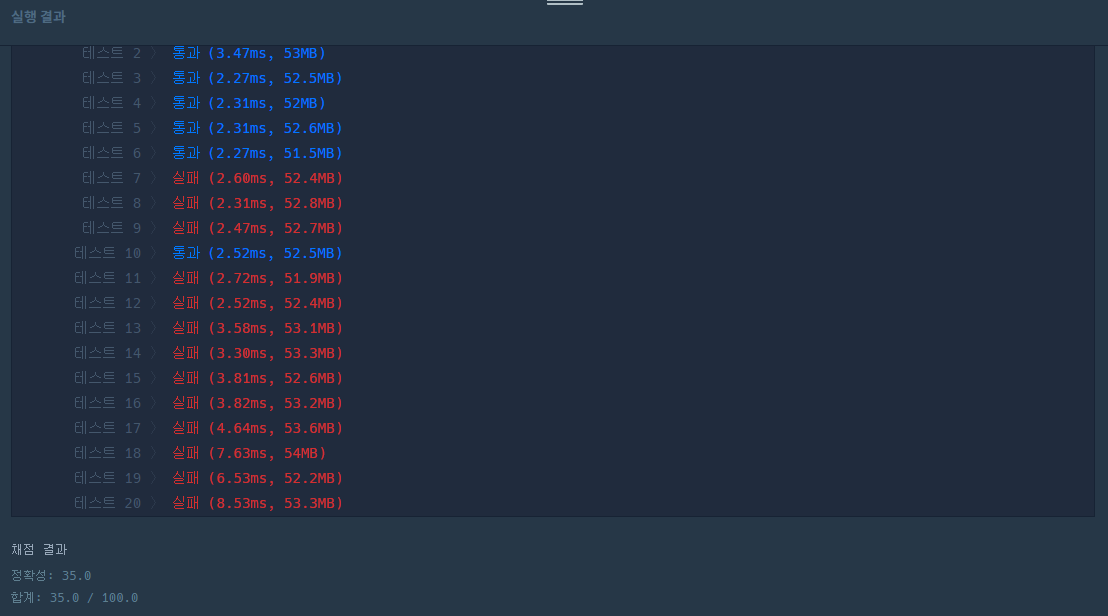 실행 결과
테스트 2 〉 통과 (3.47ms, 53MB)
테스트 3 〉 통과 (2.27ms, 52.5MB)
테스트 4 〉 통과 (2.31ms, 52MB)
테스트 5 〉 통과 (2.31ms, 52.6MB)
테스트 6 〉 통과 (2.27ms, 51.5MB)
테스트 7 〉 실패 (2.60ms, 52.4MB)
테스트 8 〉 실패 (2.31ms, 52.8MB)
테스트 9 〉 실패 (2.47ms, 52.7MB)
테스트 10 〉 통과 (2.52ms, 52.5MB)
테스트 11 〉 실패 (2.72ms, 51.9MB)
테스트 12 〉 실패 (2.52ms, 52.4MB)
테스트 13 〉 실패 (3.58ms, 53.1MB)
테스트 14 〉 실패 (3.30ms, 53.3MB)
테스트 15 〉 실패 (3.81ms, 52.6MB)
테스트 16 〉 실패 (3.82ms, 53.2MB)
테스트 17 〉 실패 (4.64ms, 53.6MB)
테스트 18 〉 실패 (7.63ms, 54MB)
테스트 19 〉 실패 (6.53ms, 52.2MB)
테스트 20 〉 실패 (8.53ms, 53.3MB)
채점 결과
정확성: 35.0
합계: 35.0 / 100.0